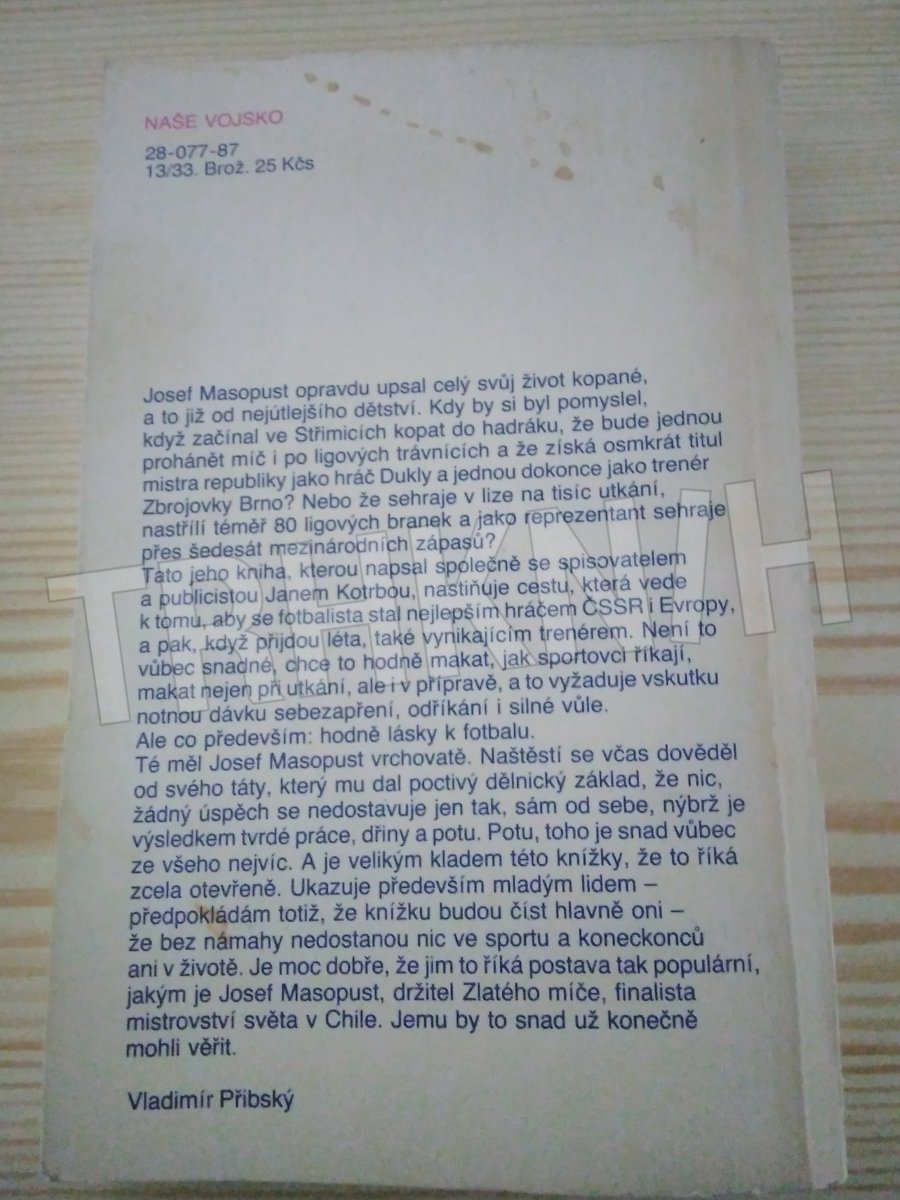 NAŠE VOJSKO
28-077-87
13/33. Brož. 25 Kčs
Josef Masopust opravdu upsal celý svůj život kopané,
a to již od nejútlejšího dětství. Kdy by si byl pomyslel,
když začínal ve Střimicích kopat do hadráku, že bude jednou
prohánět míč i po ligových trávnících a že získá osmkrát titul
mistra republiky jako hráč Dukly a jednou dokonce jako trenér
Zbrojovky Brno? Nebo že sehraje v lize na tisíc utkání,
nastřílí téměř 80 ligových branek a jako reprezentant sehraje
přes šedesát mezinárodních zápasů?
Tato jeho kniha, kterou napsal společně se spisovatelem
a publicistou Janem Kotrbou, nastiňuje cestu, která vede
k tomu, aby se fotbalista stal nejlepším hráčem ČSSR i Evropy,
a pak, když přijdou léta, také vynikajícím trenérem. Není to
vůbec snadné, chce to hodně makat, jak sportovci říkají,
makat nejen při utkání, ale i v přípravě, a to vyžaduje vskutku
notnou dávku sebezapření, odříkání i silné vůle.
Ale co především: hodně lásky k fotbalu.
Té měl Josef Masopust vrchovatě. Naštěstí se včas dověděl
od svého táty, který mu dal poctivý dělnický základ, že nic,
žádný úspěch se nedostavuje jen tak, sám od sebe, nýbrž je
výsledkem tvrdé práce, dřiny a potu. Potu, toho je snad vůbec
ze všeho nejvíc. A je velikým kladem této knížky, že to říká
zcela otevřeně. Ukazuje především mladým lidem –
předpokládám totiž, že knížku budou číst hlavně oni –
že bez námahy nedostanou nic ve sportu a koneckonců
ani v životě. Je moc dobře, že jim to říká postava tak populární,
jakým je Josef Masopust, držitel Zlatého míče, finalista
mistrovství světa v Chile. Jemu by to snad už konečně
mohli věřit.
Vladimír Přibský